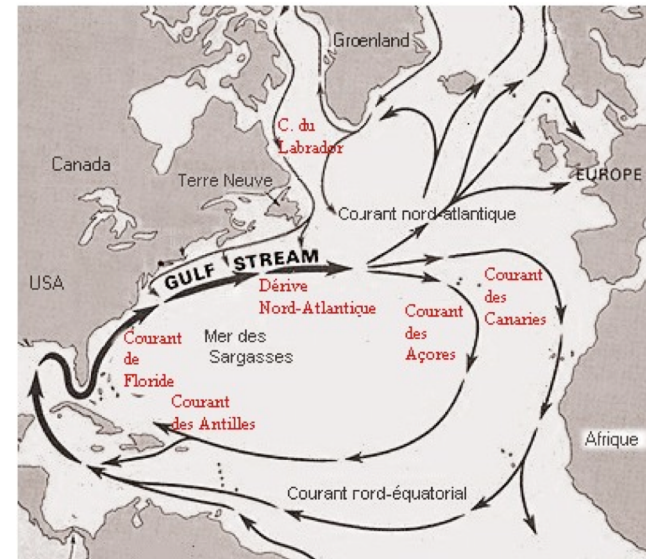 Groenland
C. du
Labrador
Canada
Terre Neuve
EUROPE
Courant nord-atlantique
USA
GULF STREAM
Dérive
Nord-Atlantique
Courant
des
Canaries
Courant
des
Açores
Courant
de
Floride
Mer des
Sargasses
Courant
des Antilles
Afrique
Courant nord-équatorial